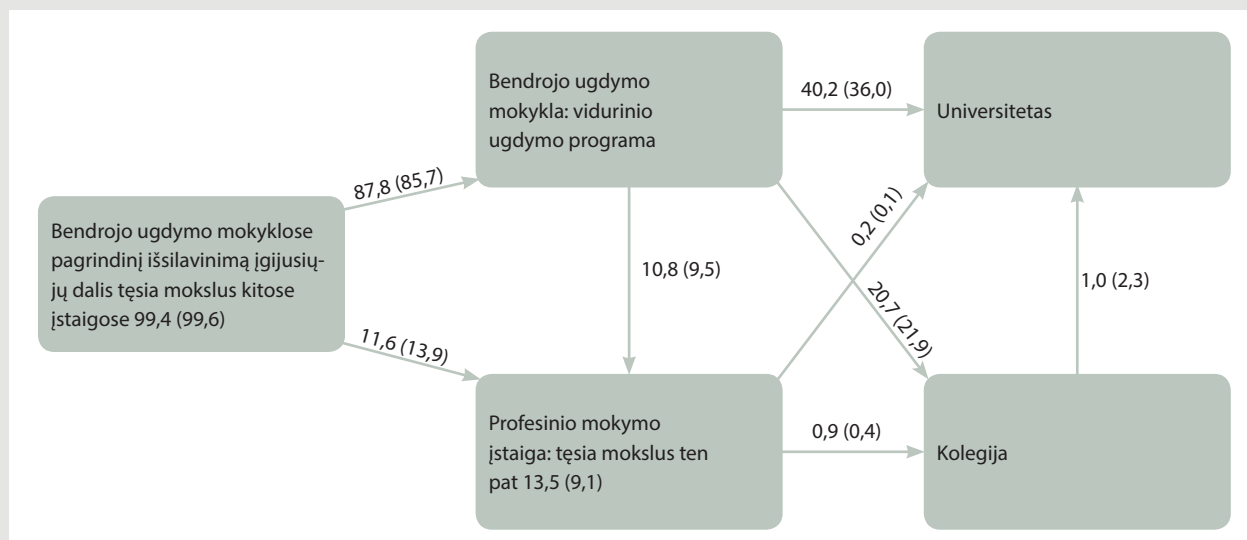 Bendrojo ugdymo mokyklose
pagrindinį išsilavinimą įgijusių-
jų dalis tęsia mokslus kitose
įstaigose 99,4 (99,6)
87,8 (85,7)
11,6 (13,9)
Bendrojo ugdymo
mokykla: vidurinio
ugdymo programa
10,8 (9,5)
Profesinio mokymo
įstaiga: tęsia mokslus ten
pat 13,5 (9,1)
40,2 (36,0)
0,2 (0,1)
20,7 (21,9)
0,9 (0,4)
Universitetas
1,0 (2,3)
Kolegija